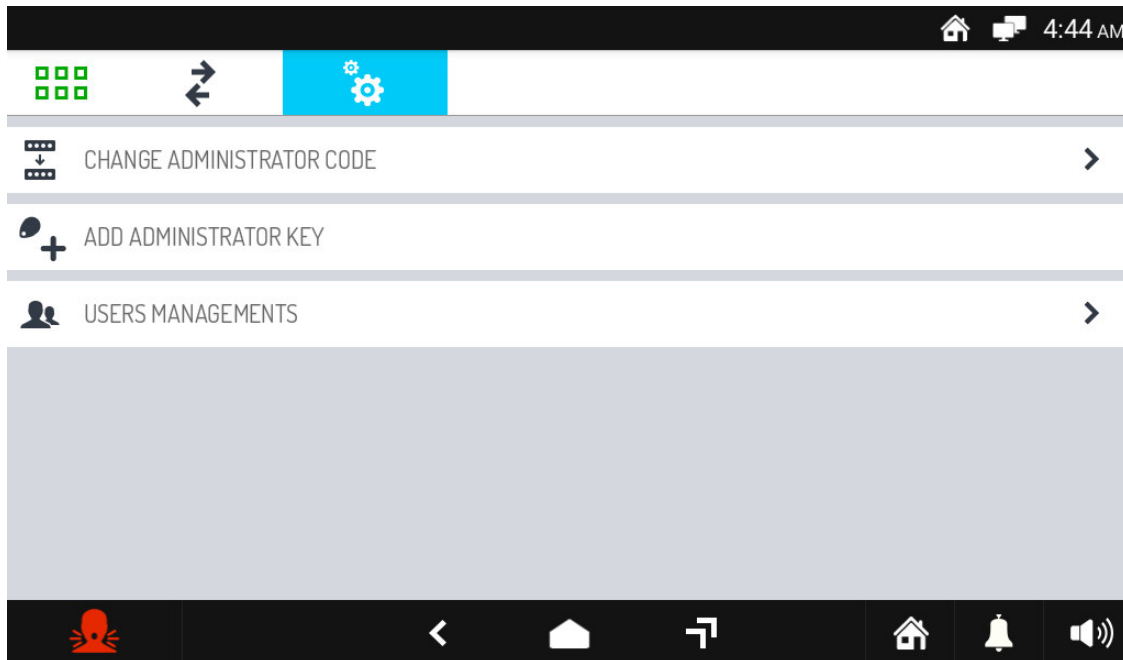 4:44 AM
CHANGE ADMINISTRATOR CODE
ADD ADMINISTRATOR KEY
USERS MANAGEMENTS